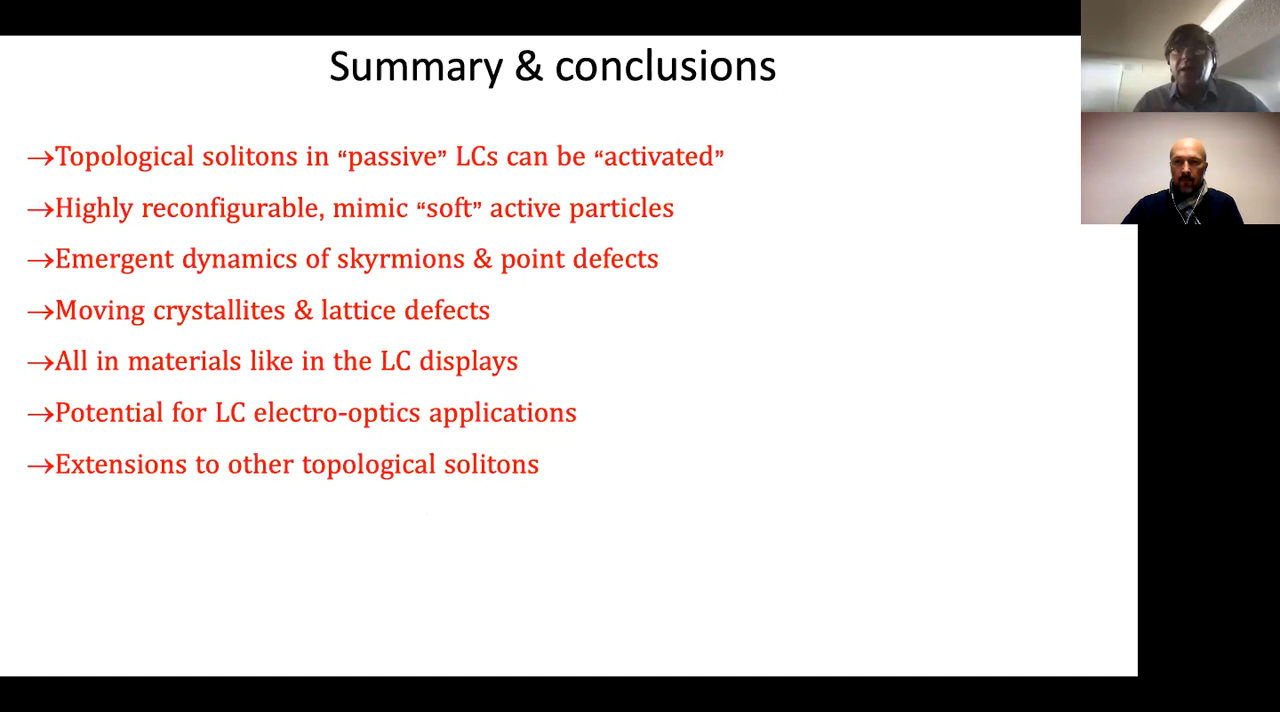 Summary & conclusions
→Topological solitons in “passive” LCs can be “activated”
→Highly reconfigurable, mimic “soft” active particles
→Emergent dynamics of skyrmions & point defects
→Moving crystallites & lattice defects
→All in materials like in the LC displays
→Potential for LC electro-optics applications
→Extensions to other topological solitons